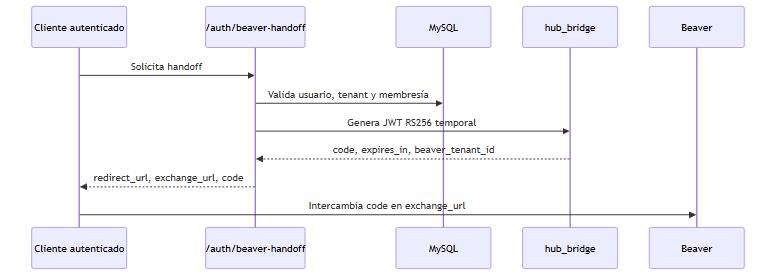 Cliente autenticado
/auth/beaver-handoff
MySQL
hub_bridge
Beaver
Solicita handoff
Valida usuario, tenant y membresía
Genera JWT RS256 temporal
code, expires_in, beaver_tenant_id
redirect_url, exchange_url, code
Intercambia code en exchange_url
Cliente autenticado
/auth/beaver-handoff
MySQL
hub_bridge
Beaver